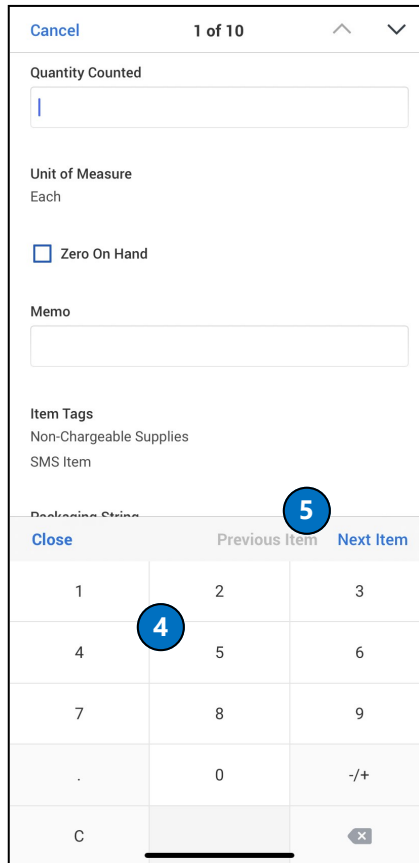 Cancel 1 of 10
Quantity Counted
Unit of Measure
Each
Zero On Hand
Memo
Item Tags
Non-Chargeable Supplies
SMS Item
Packaging String
5
Close Previous Item Next Item
1 2 3
4
4 5 6
7 8 9
. 0 -/+
C